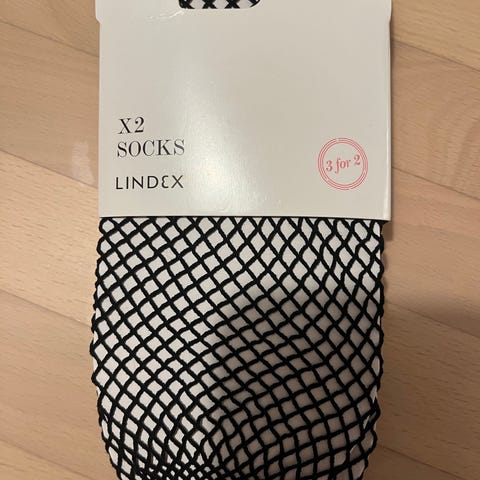 X2
SOCKS
LINDEX
3 for 2